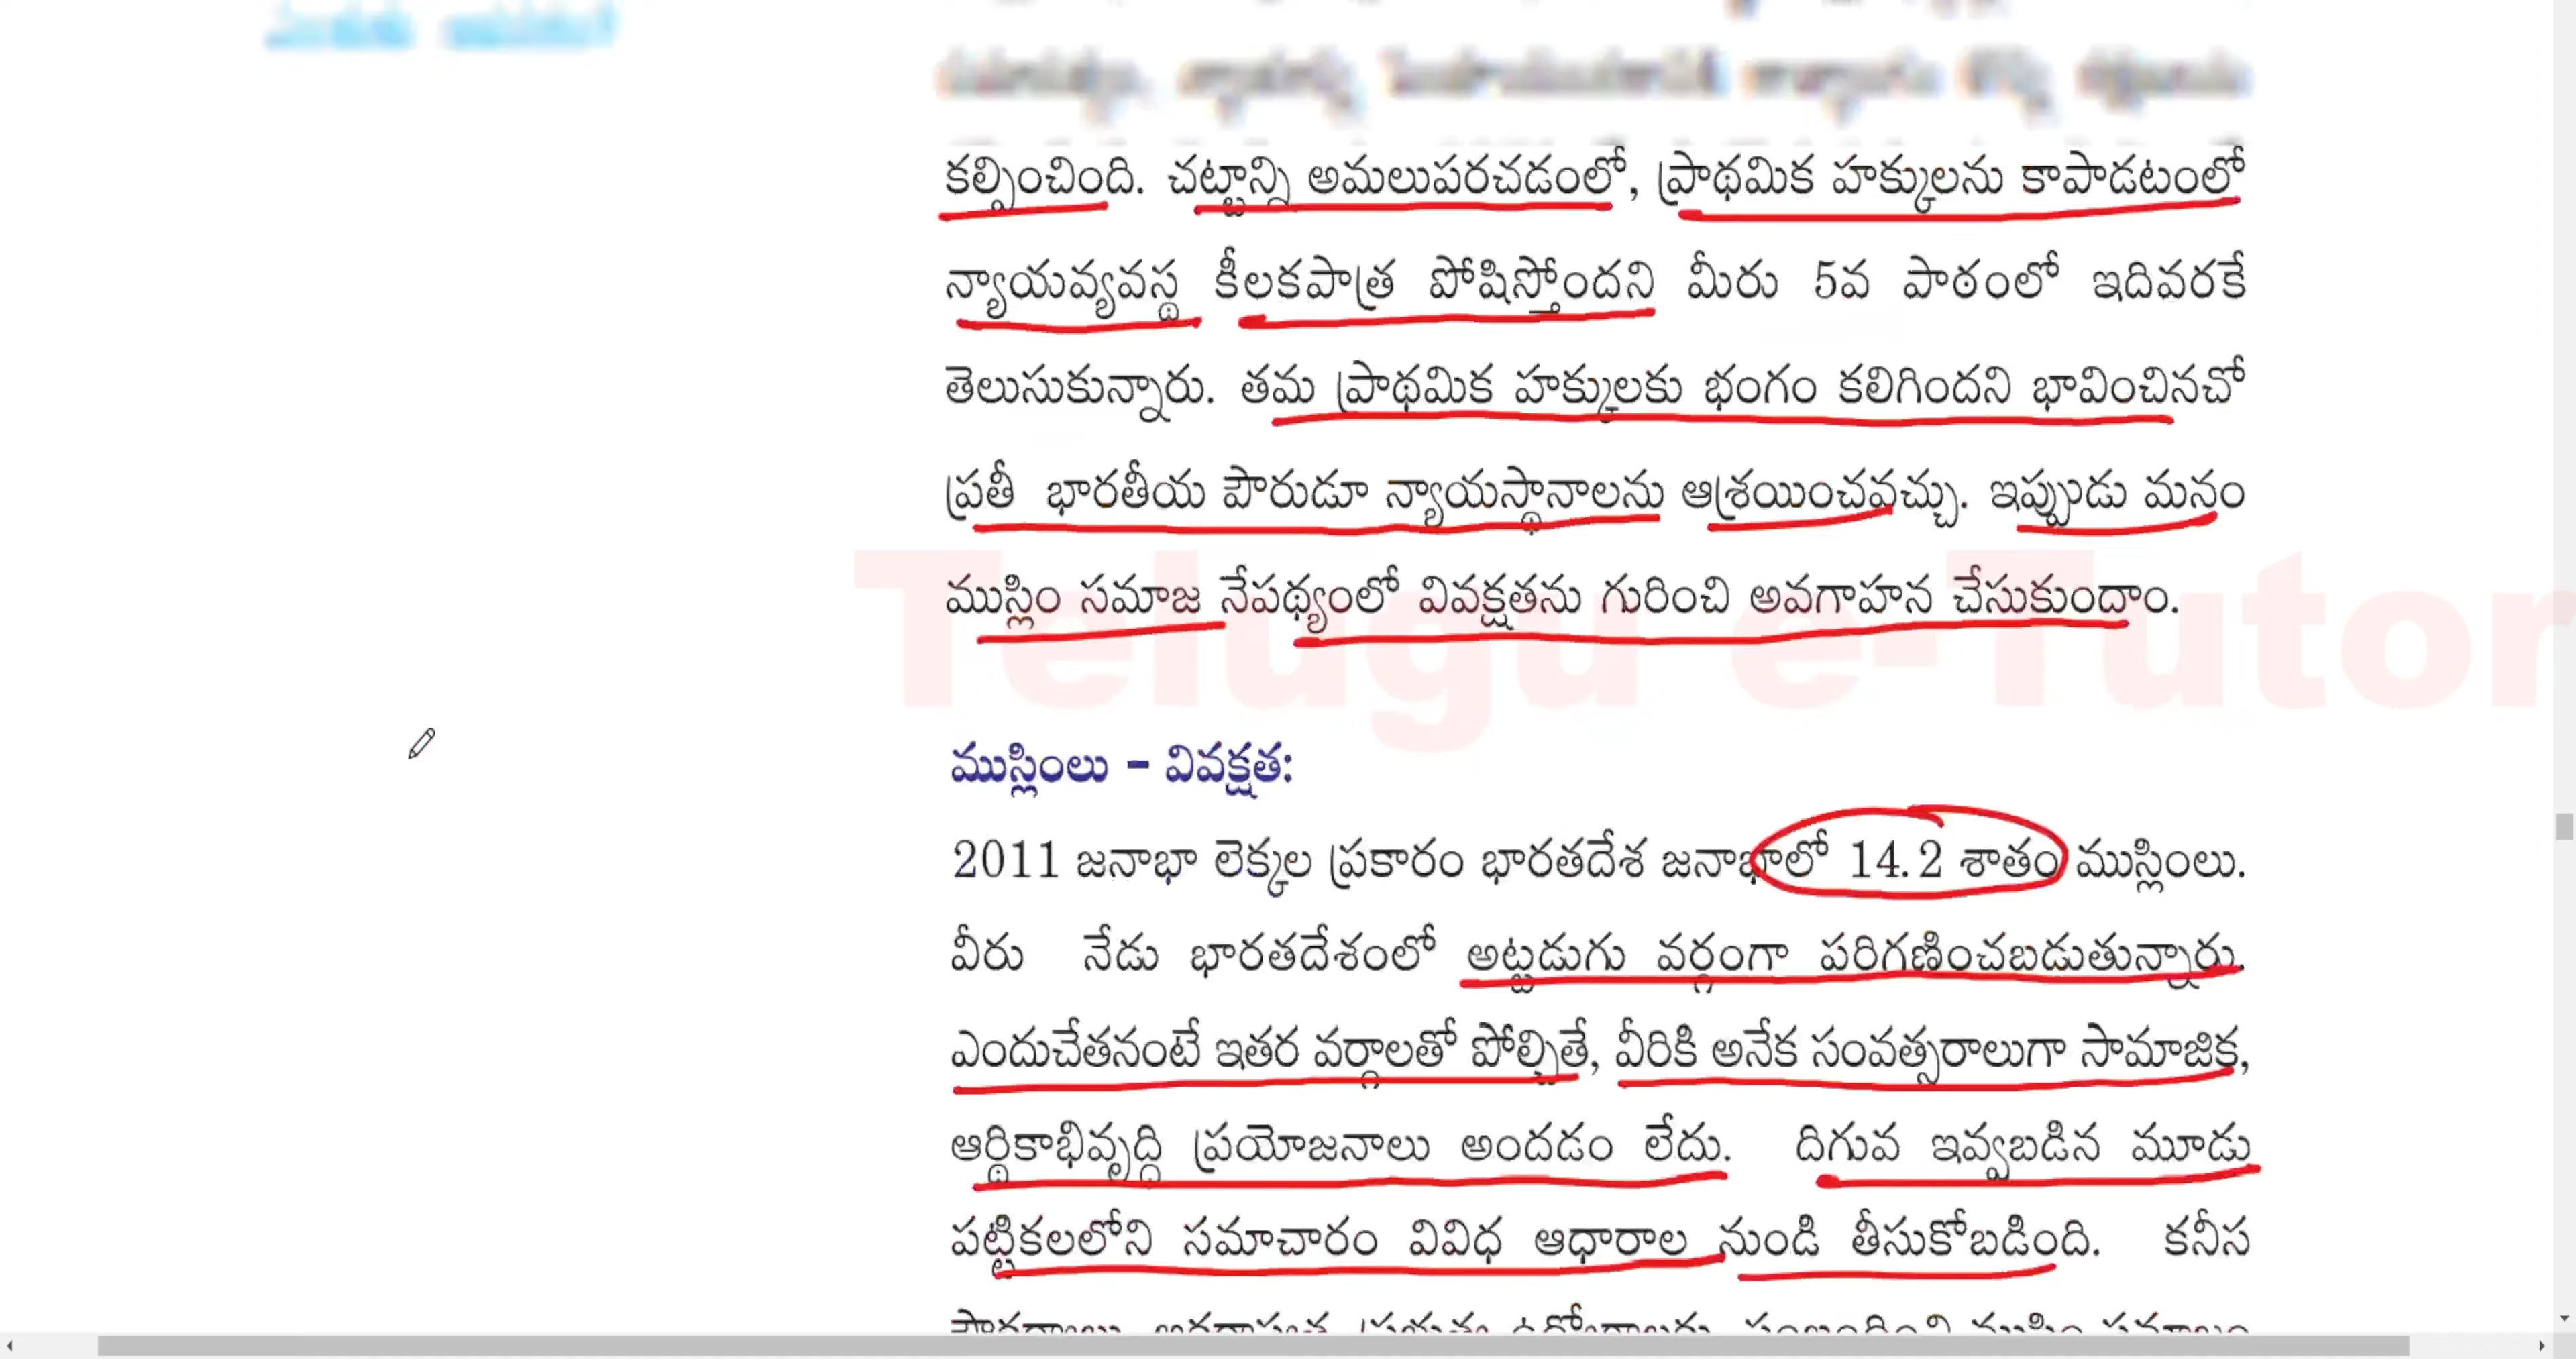 కల్పించింది. చట్టాన్ని అమలుపరచడంలో, ప్రాథమిక హక్కులను కాపాడటంలో
న్యాయవ్యవస్థ కీలకపాత్ర పోషిస్తోందని మీరు 5వ పాఠంలో ఇదివరకే
తెలుసుకున్నారు. తమ ప్రాథమిక హక్కులకు భంగం కలిగిందని భావించినచో
ప్రతీ భారతీయ పౌరుడూ న్యాయస్థానాలను ఆశ్రయించవచ్చు. ఇప్పుడు మనం
ముస్లిం సమాజ నేపథ్యంలో వివక్షతను గురించి అవగాహన చేసుకుందాం.
Telugu e-Tutor
ముస్లింలు – వివక్షత:
2011 జనాభా లెక్కల ప్రకారం భారతదేశ జనాభాలో 14.2 శాతం ముస్లింలు.
వీరు నేడు భారతదేశంలో అట్టడుగు వర్గంగా పరిగణించబడుతున్నారు.
ఎందుచేతనంటే ఇతర వర్గాలతో పోల్చితే, వీరికి అనేక సంవత్సరాలుగా సామాజిక,
ఆర్థికాభివృద్ధి ప్రయోజనాలు అందడం లేదు. దిగువ ఇవ్వబడిన మూడు
పట్టికలలోని సమాచారం వివిధ ఆధారాల నుండి తీసుకోబడింది. కనీస